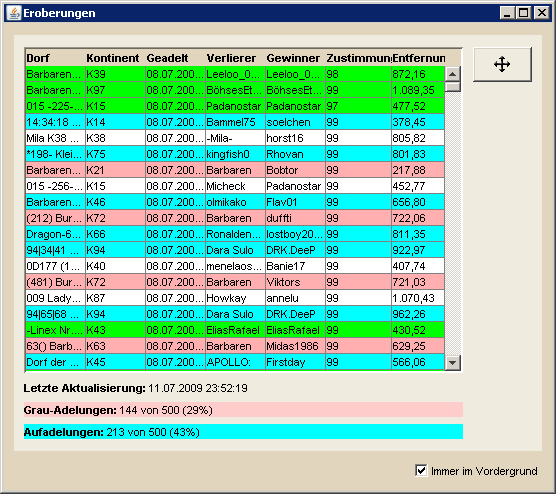 Eroberungen
Dorf Kontinent Geadelt Verlierer Gewinner Zustimmun Entfernun
Barbaren... K39 08.07.200... Leeloo_0... Leeloo_0... 98 872,16
Barbaren... K97 08.07.200... BöhsesEt... BöhsesEt... 99 1.089,35
015 -225-... K15 08.07.200... Padanostar Padanostar 97 477,52
14:34:18 ... K14 08.07.200... Bammel75 soelchen 99 378,45
Mila K38 ... K38 08.07.200... -Mila- horst16 99 805,82
*198- Klei... K75 08.07.200... kingfish0 Rhovan 99 801,83
Barbaren... K21 08.07.200... Barbaren Bobtor 99 217,88
015 -256-... K15 08.07.200... Micheck Padanostar 99 452,77
Barbaren... K46 08.07.200... olmikako Flav01 99 656,80
(212) Bur... K72 08.07.200... Barbaren duffti 99 722,06
Dragon-6... K66 08.07.200... Ronalden... lostboy20... 99 811,35
94|34|41 ... K94 08.07.200... Dara Sulo DRK.DeeP 99 922,97
0D177 (1... K40 08.07.200... menelaos... Banie17 99 407,74
(481) Bur... K72 08.07.200... Barbaren Viktors 99 721,03
009 Lady... K87 08.07.200... Howkay annelu 99 1.070,43
94|65|68 ... K94 08.07.200... Dara Sulo DRK.DeeP 99 962,26
-Linex Nr.... K43 08.07.200... EliasRafael EliasRafael 99 430,52
63() Barb... K63 08.07.200... Barbaren Midas1986 99 629,25
Dorf der ... K45 08.07.200... APOLLO: Firstday 99 566,06
Letzte Aktualisierung: 11.07.2009 23:52:19
Grau-Adelungen: 144 von 500 (29%)
Aufadelungen: 213 von 500 (43%)
Immer im Vordergrund